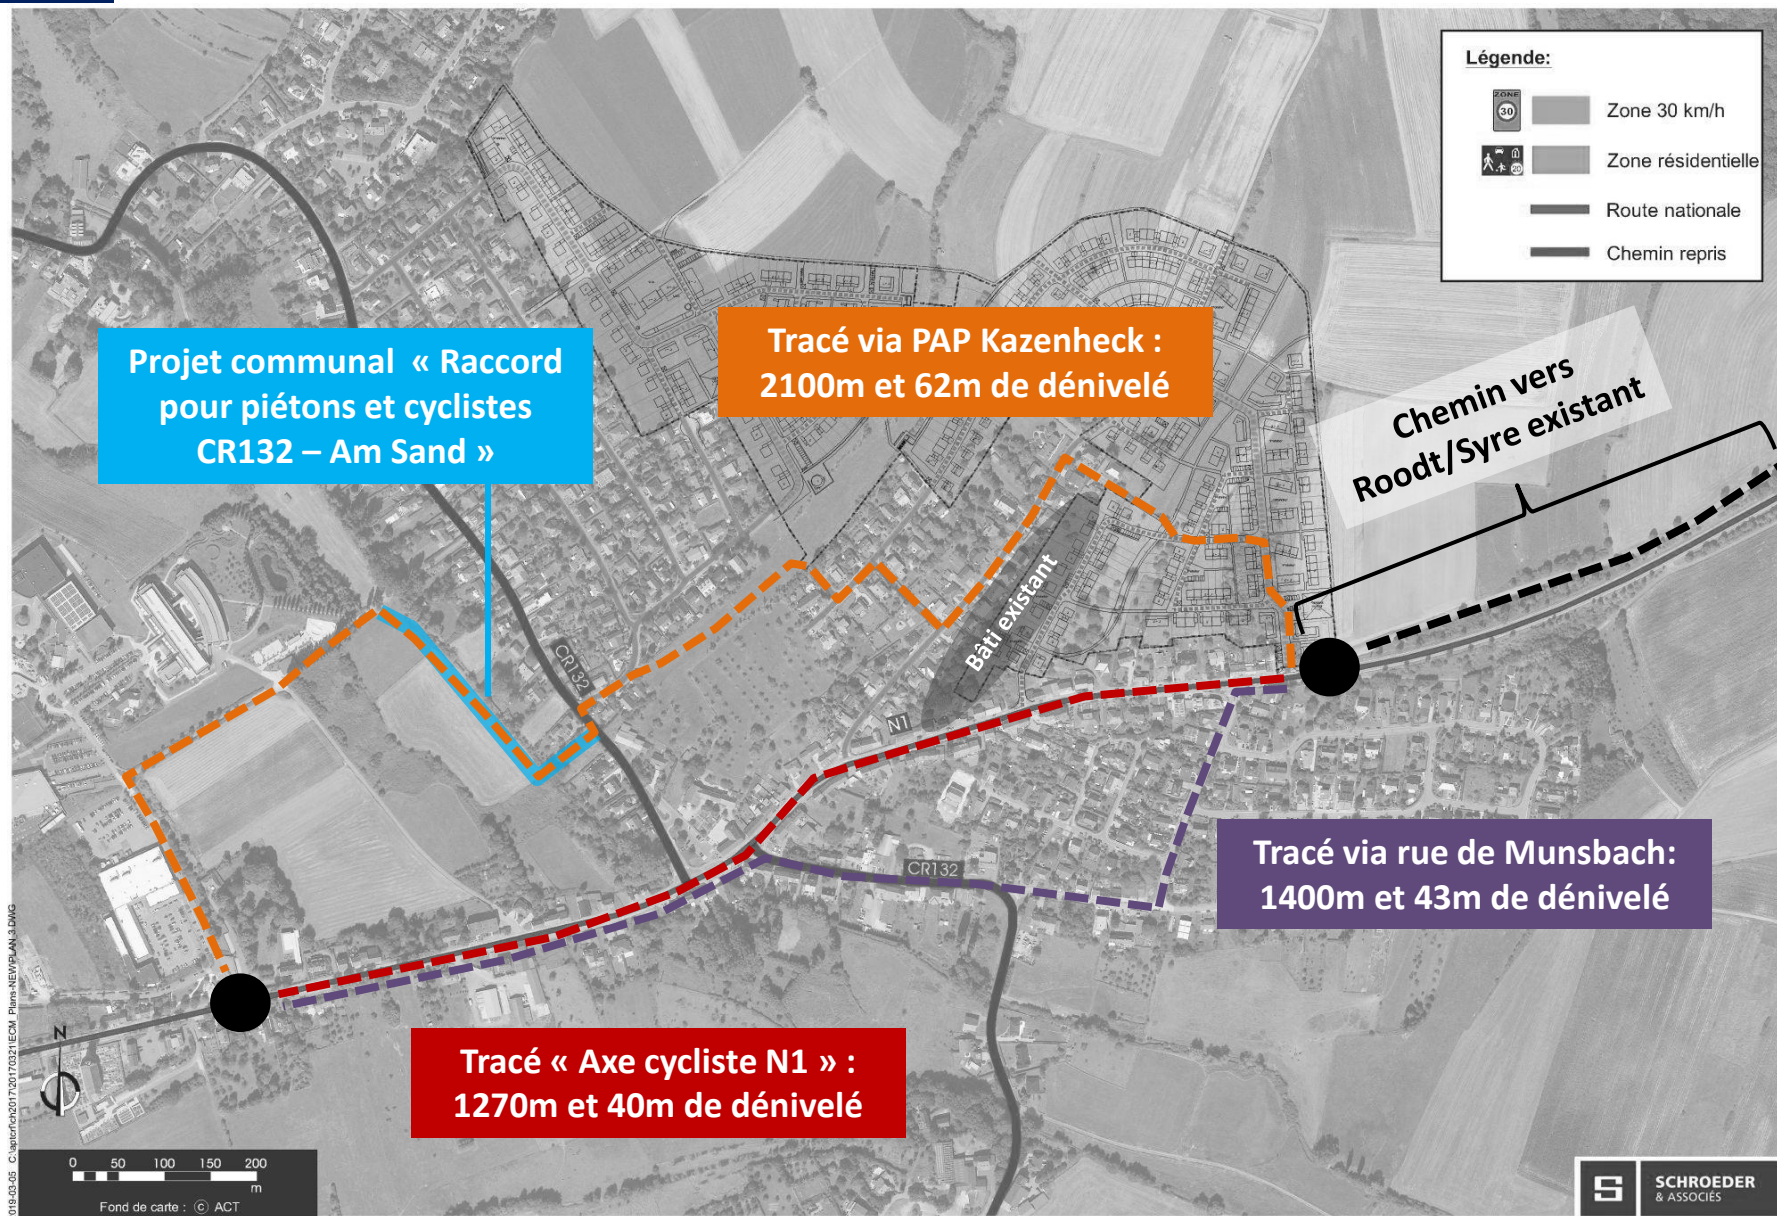 Légende:
ZONE
30
Zone 30 km/h
20
Zone résidentielle
Route nationale
Chemin repris
Projet communal « Raccord
pour piétons et cyclistes
CR132 – Am Sand »
Tracé via PAP Kazenheck :
2100m et 62m de dénivelé
Chemin vers
Roodt/Syre existant
Bâti existant
CR132
N1
CR132
Tracé via rue de Munsbach:
1400m et 43m de dénivelé
Tracé « Axe cycliste N1 » :
1270m et 40m de dénivelé
N
0 50 100 150 200
m
Fond de carte : © ACT
SCHROEDER
& ASSOCIÉS